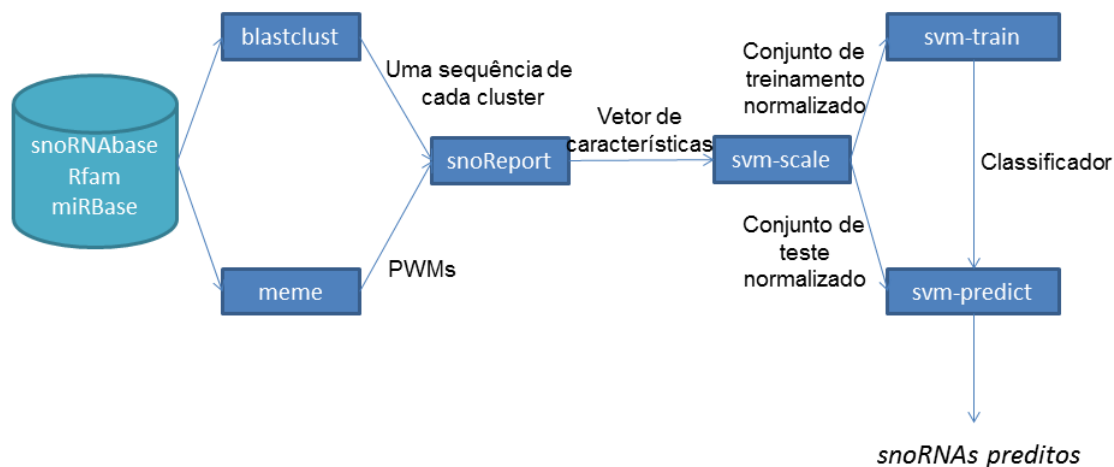 blastclust
svm-train
Uma sequência de
cada cluster
Conjunto de
treinamento
normalizado
snoRNAbase
Rfam
miRBase
snoReport
Vetor de
características
svm-scale
Classificador
meme
PWMs
Conjunto de
teste
normalizado
svm-predict
snoRNAs preditos